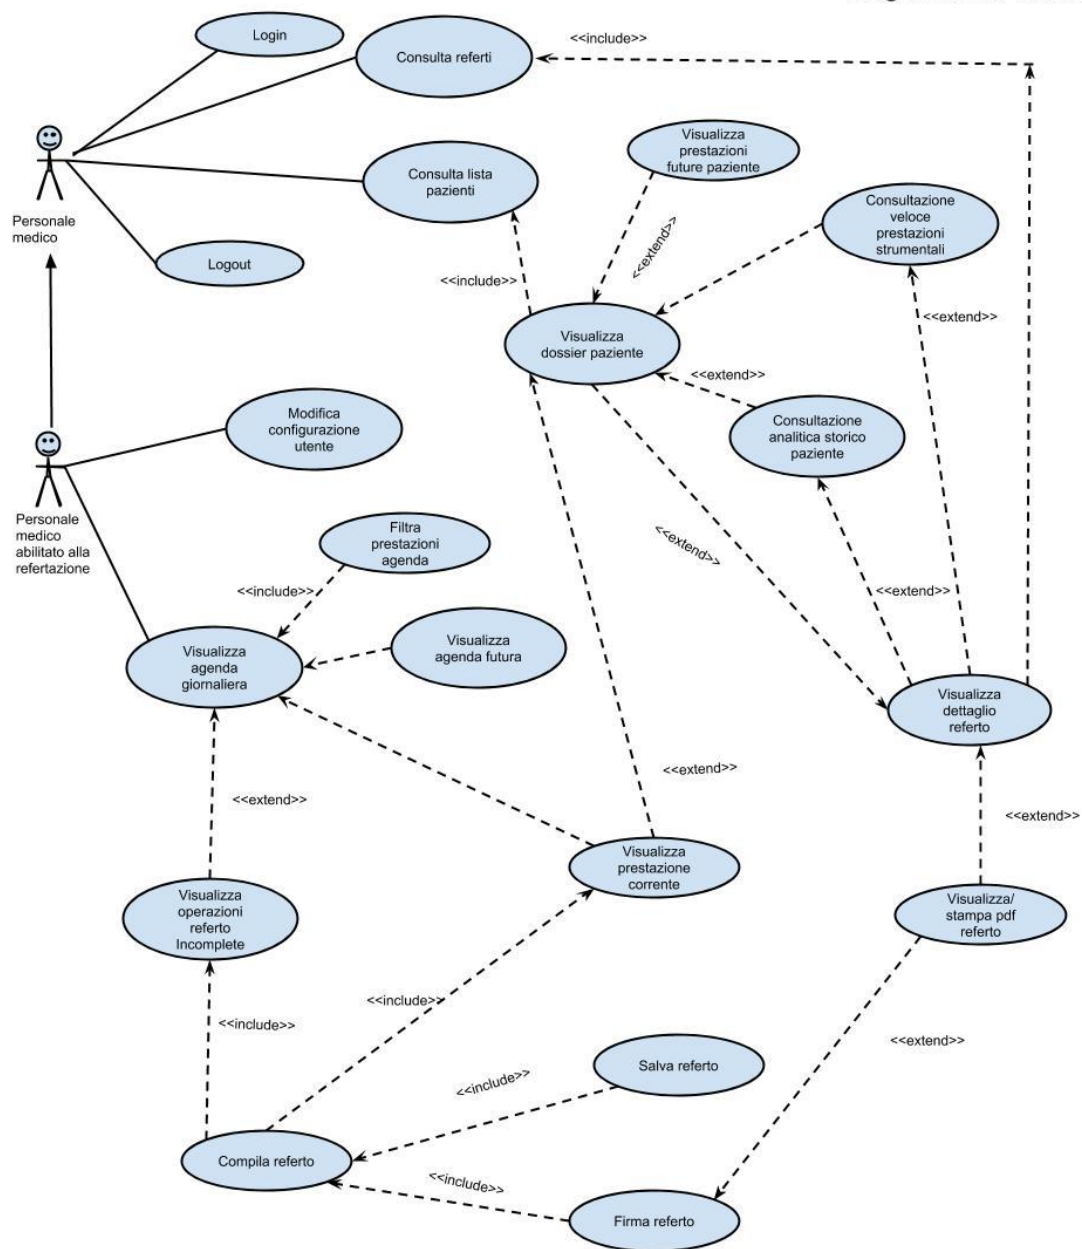 Login
<<include>>
Consulta referti
Visualizza
prestazioni
future paziente
Consulta lista
pazienti
Consultazione
veloce
prestazioni
strumentali
Personale
medico
<<extend>>
Logout
<<include>>
<<extend>>
Visualizza
dossier paziente
<<extend>>
Modifica
configurazione
utente
Consultazione
analitica storico
paziente
Personale
medico
abilitato alla
refertazione
Filtra
prestazioni
agenda
<<extend>>
<<include>>
<<extend>>
Visualizza
agenda
giornaliera
Visualizza
agenda futura
Visualizza
dettaglio
referto
<<extend>>
<<extend>>
<<extend>>
Visualizza
prestazione
corrente
Visualizza
operazioni
referto
Incomplete
Visualizza/
stampa pdf
referto
<<include>>
<<include>>
<<extend>>
Salva referto
<<include>>
Compila referto
<<include>>
Firma referto